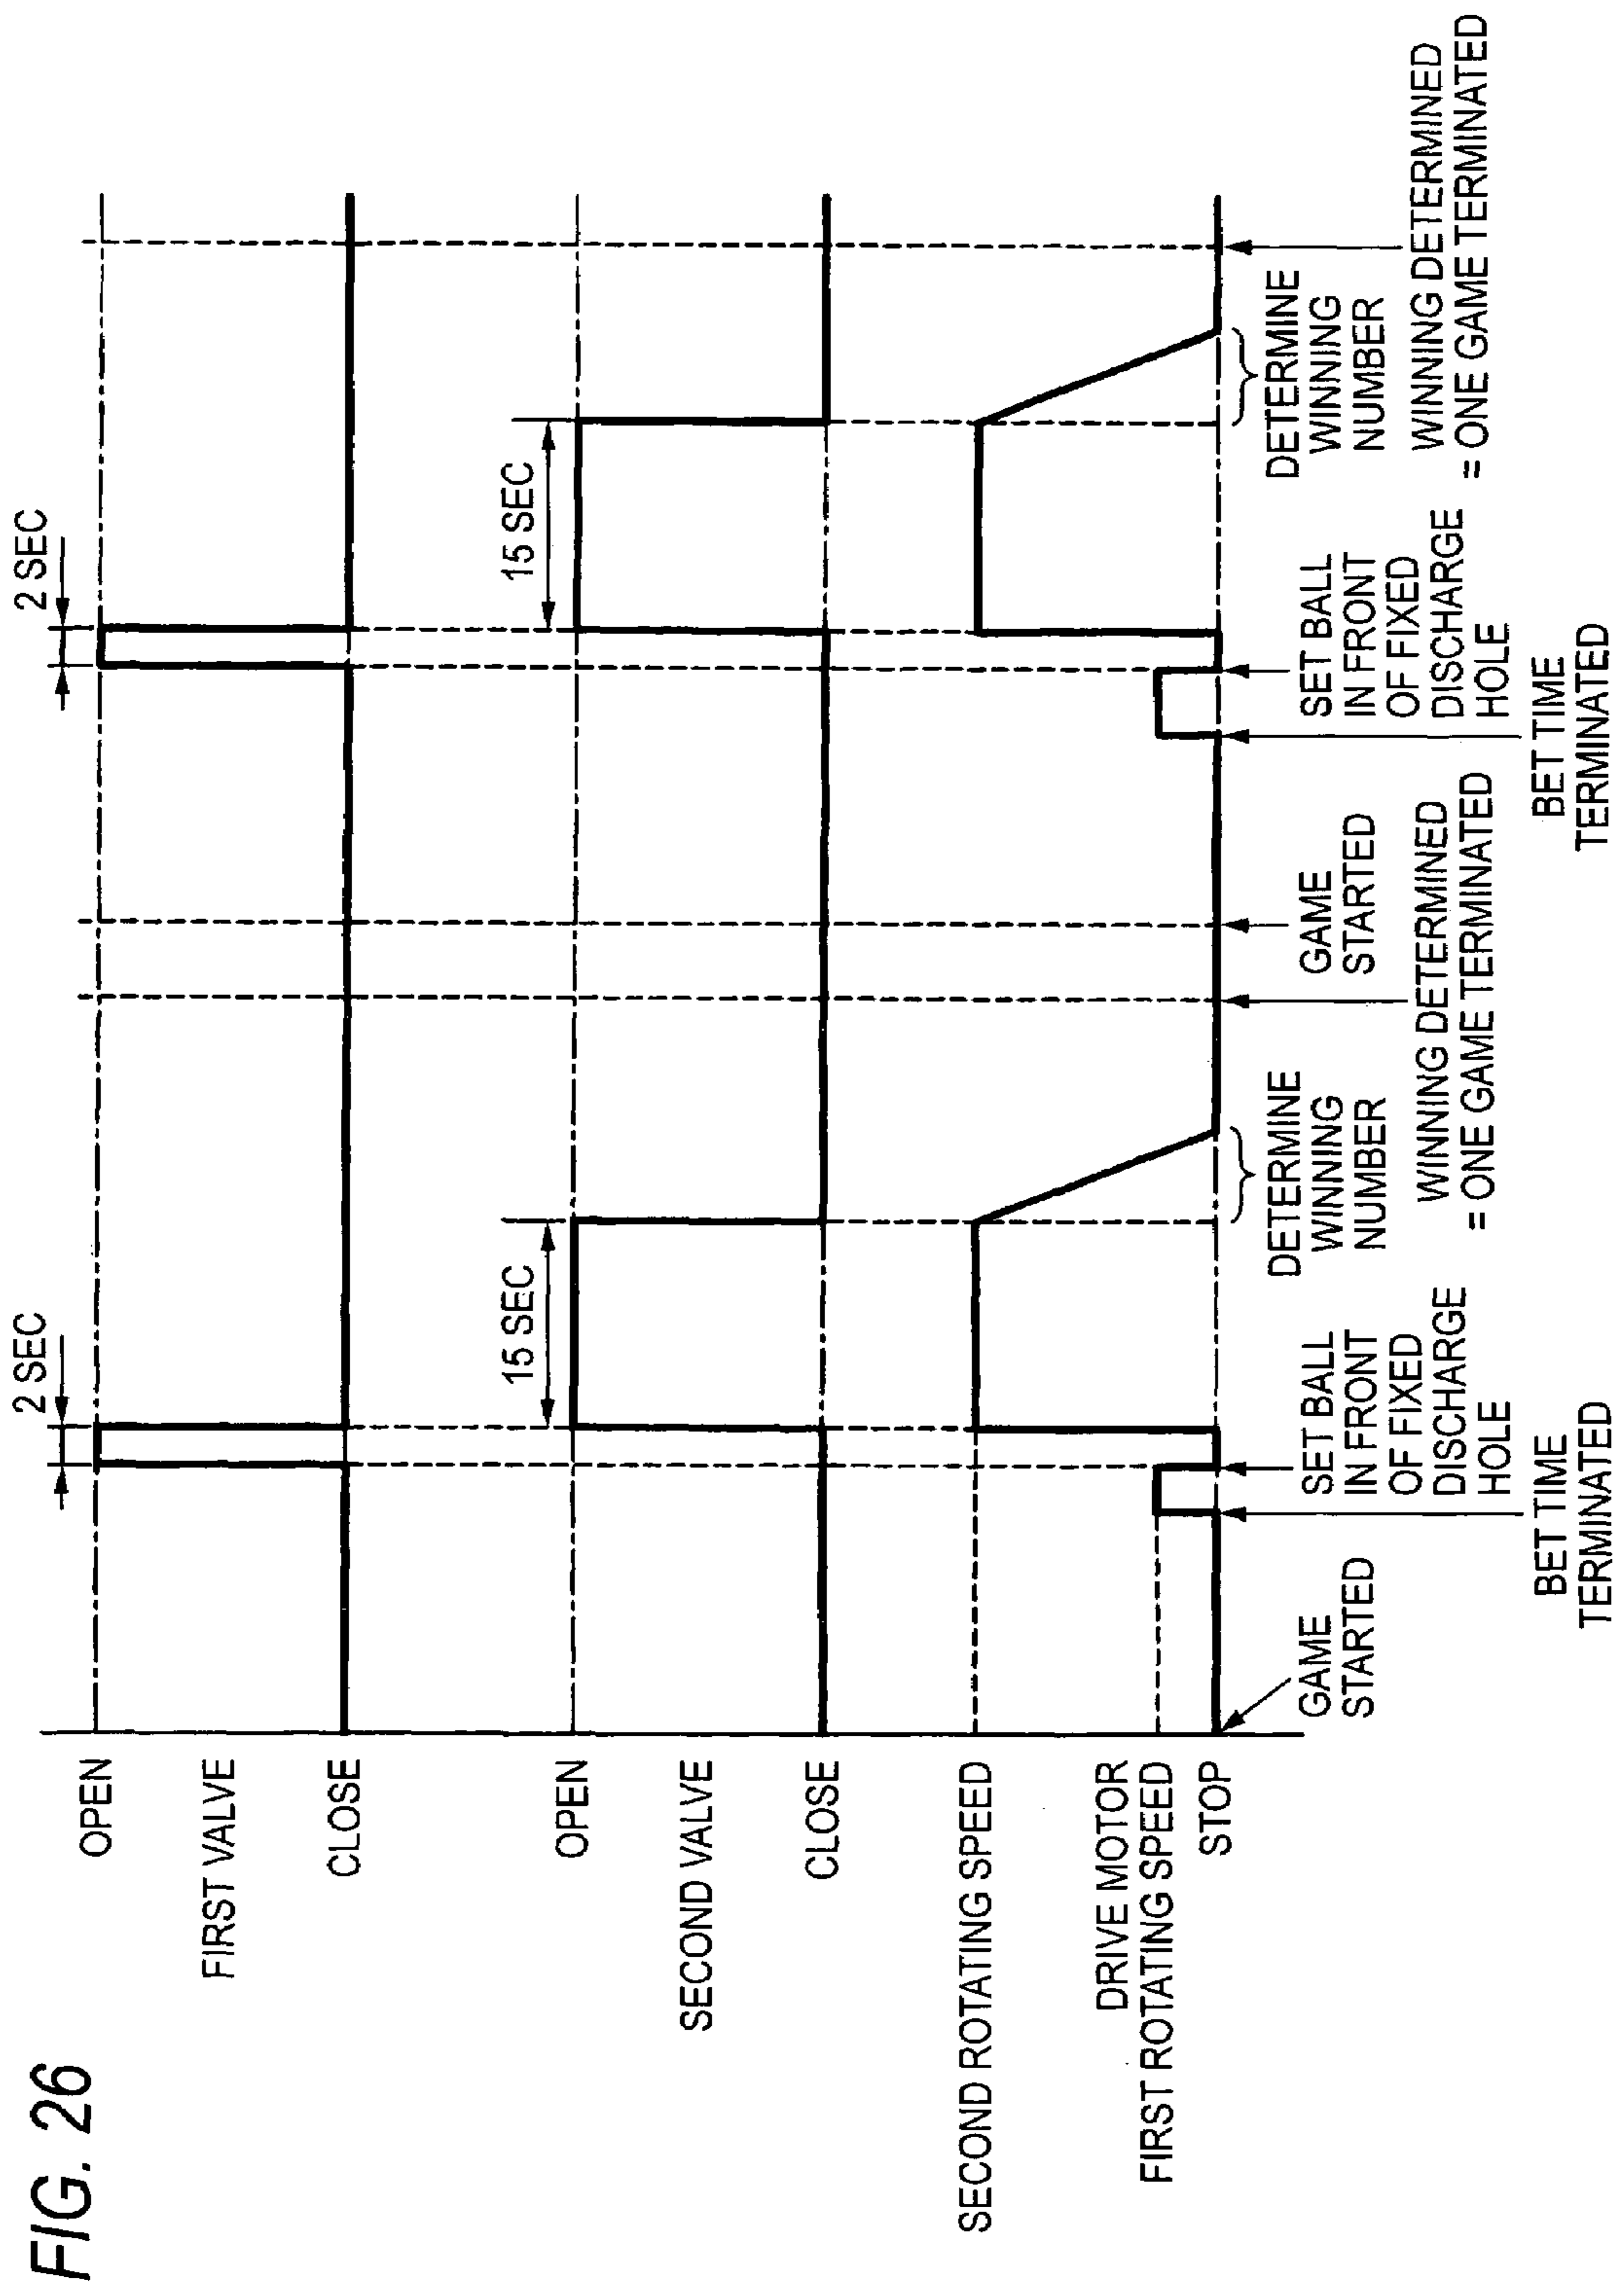 FIG. 26
OPEN
FIRST VALVE
CLOSE
OPEN
SECOND VALVE
CLOSE
SECOND ROTATING SPEED
DRIVE MOTOR
FIRST ROTATING SPEED
STOP
2 SEC
2 SEC
15 SEC
15 SEC
GAME
STARTED
BET TIME
TERMINATED
SET BALL
IN FRONT
OF FIXED
DISCHARGE
HOLE
DETERMINE
WINNING
NUMBER
WINNING DETERMINED
= ONE GAME TERMINATED
GAME
STARTED
BET TIME
TERMINATED
SET BALL
IN FRONT
OF FIXED
DISCHARGE
HOLE
DETERMINE
WINNING
NUMBER
WINNING DETERMINED
= ONE GAME TERMINATED